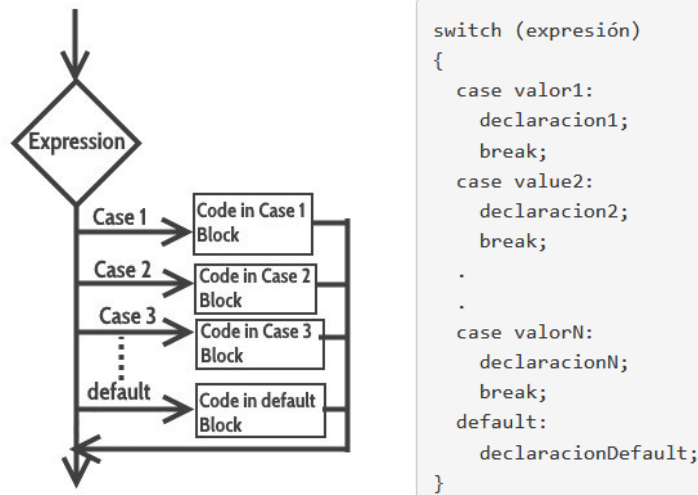 Expression
Case 1
Code in Case 1
Block
Case 2
Code in Case 2
Block
Case 3
Code in Case 3
Block
default
Code in default
Block
switch (expresión)
{
case valor1:
declaracion1;
break;
case value2:
declaracion2;
break;
.
.
case valorN:
declaracionN;
break;
default:
declaracionDefault;
}